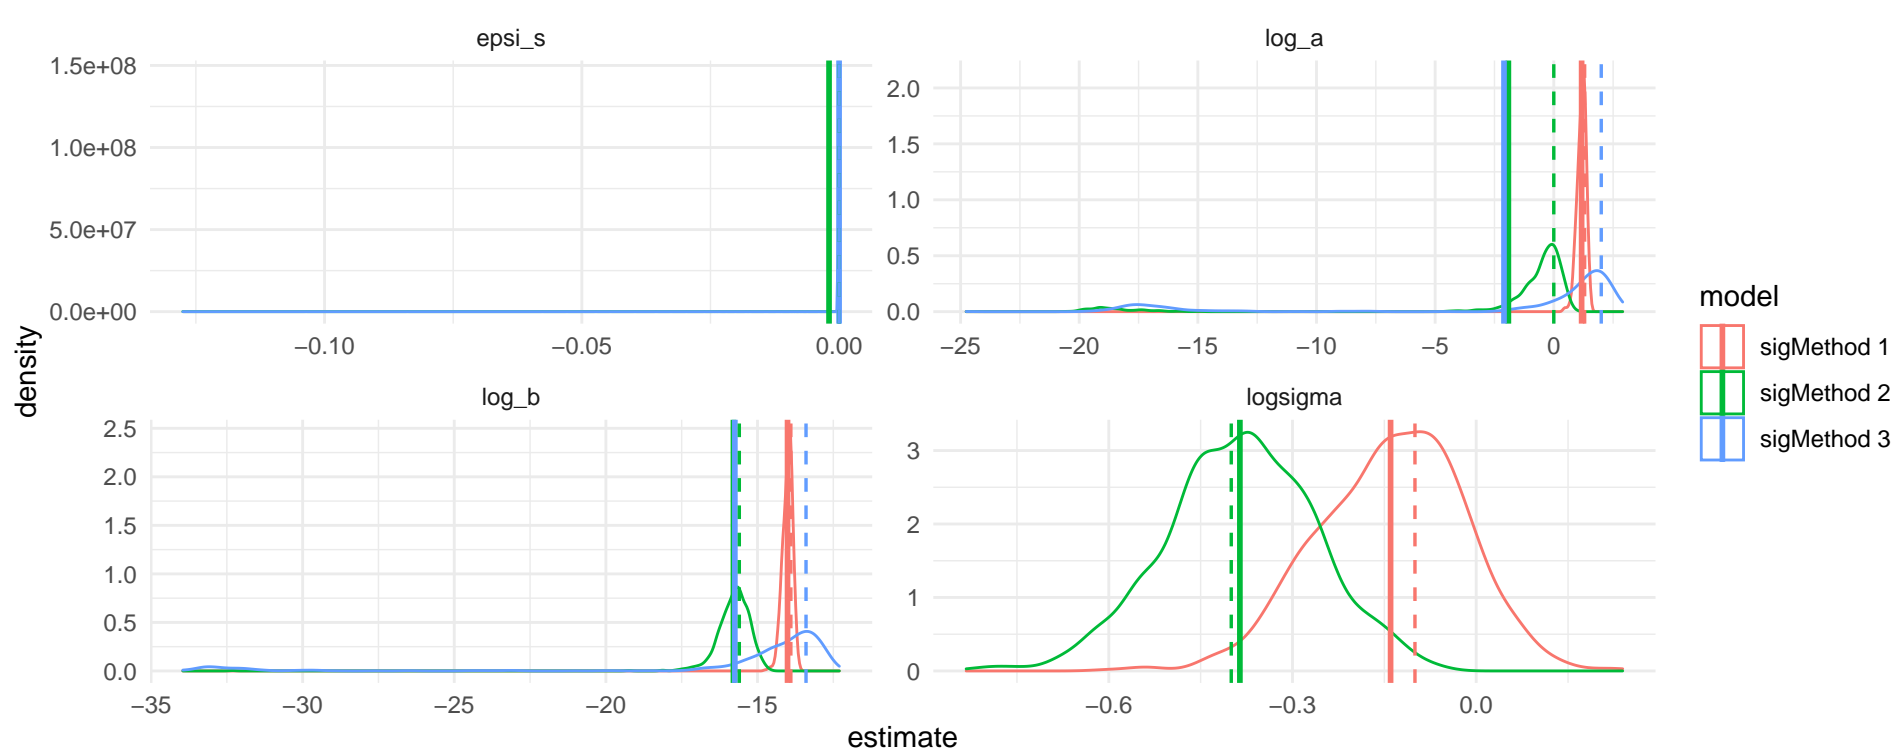 epsi_s
log_a
1.5e+08
1.0e+08
5.0e+07
0.0e+00
−0.10
−0.05
0.00
2.0
1.5
1.0
0.5
0.0
−25
−20
−15
−10
−5
0
log_b
logsigma
2.5
2.0
1.5
1.0
0.5
0.0
−35
−30
−25
−20
−15
3
2
1
0
−0.6
−0.3
0.0
density
estimate
model
sigMethod 1
sigMethod 2
sigMethod 3